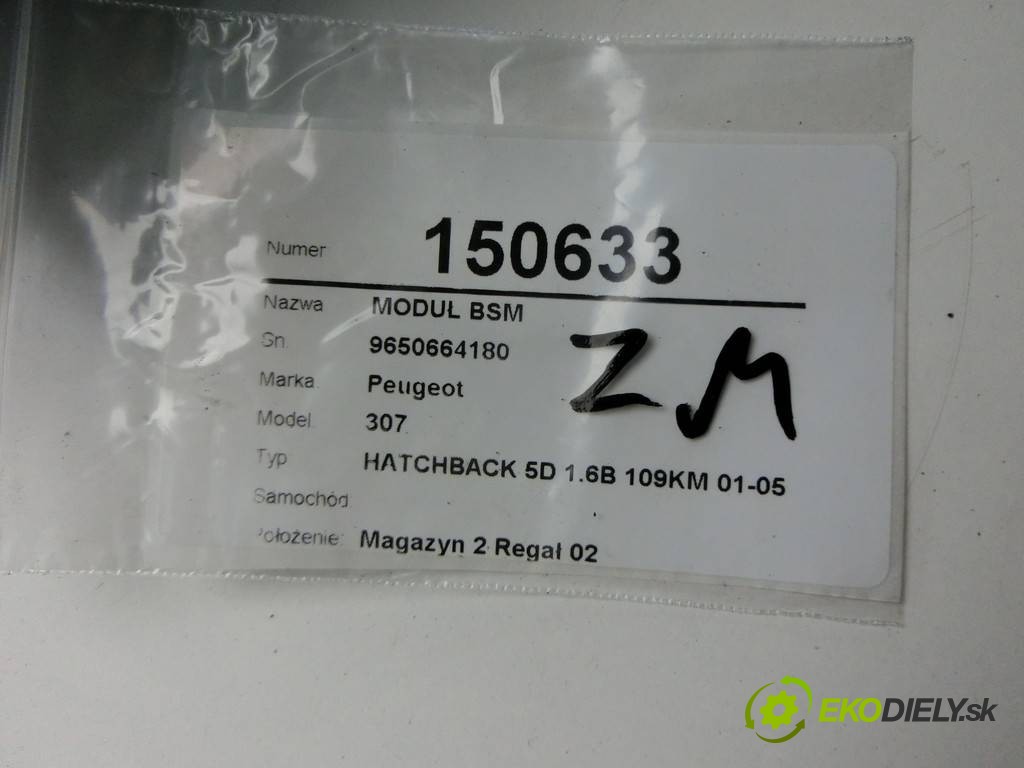 Numer 150633
Nazwa MODUŁ BSM
Sn. 9650664180
Marka Peugeot
Model 307
Typ HATCHBACK 5D 1.6B 109KM 01-05
Samochód
Położenie: Magazyn 2 Regał 02
ZM
EKODIELY.sk